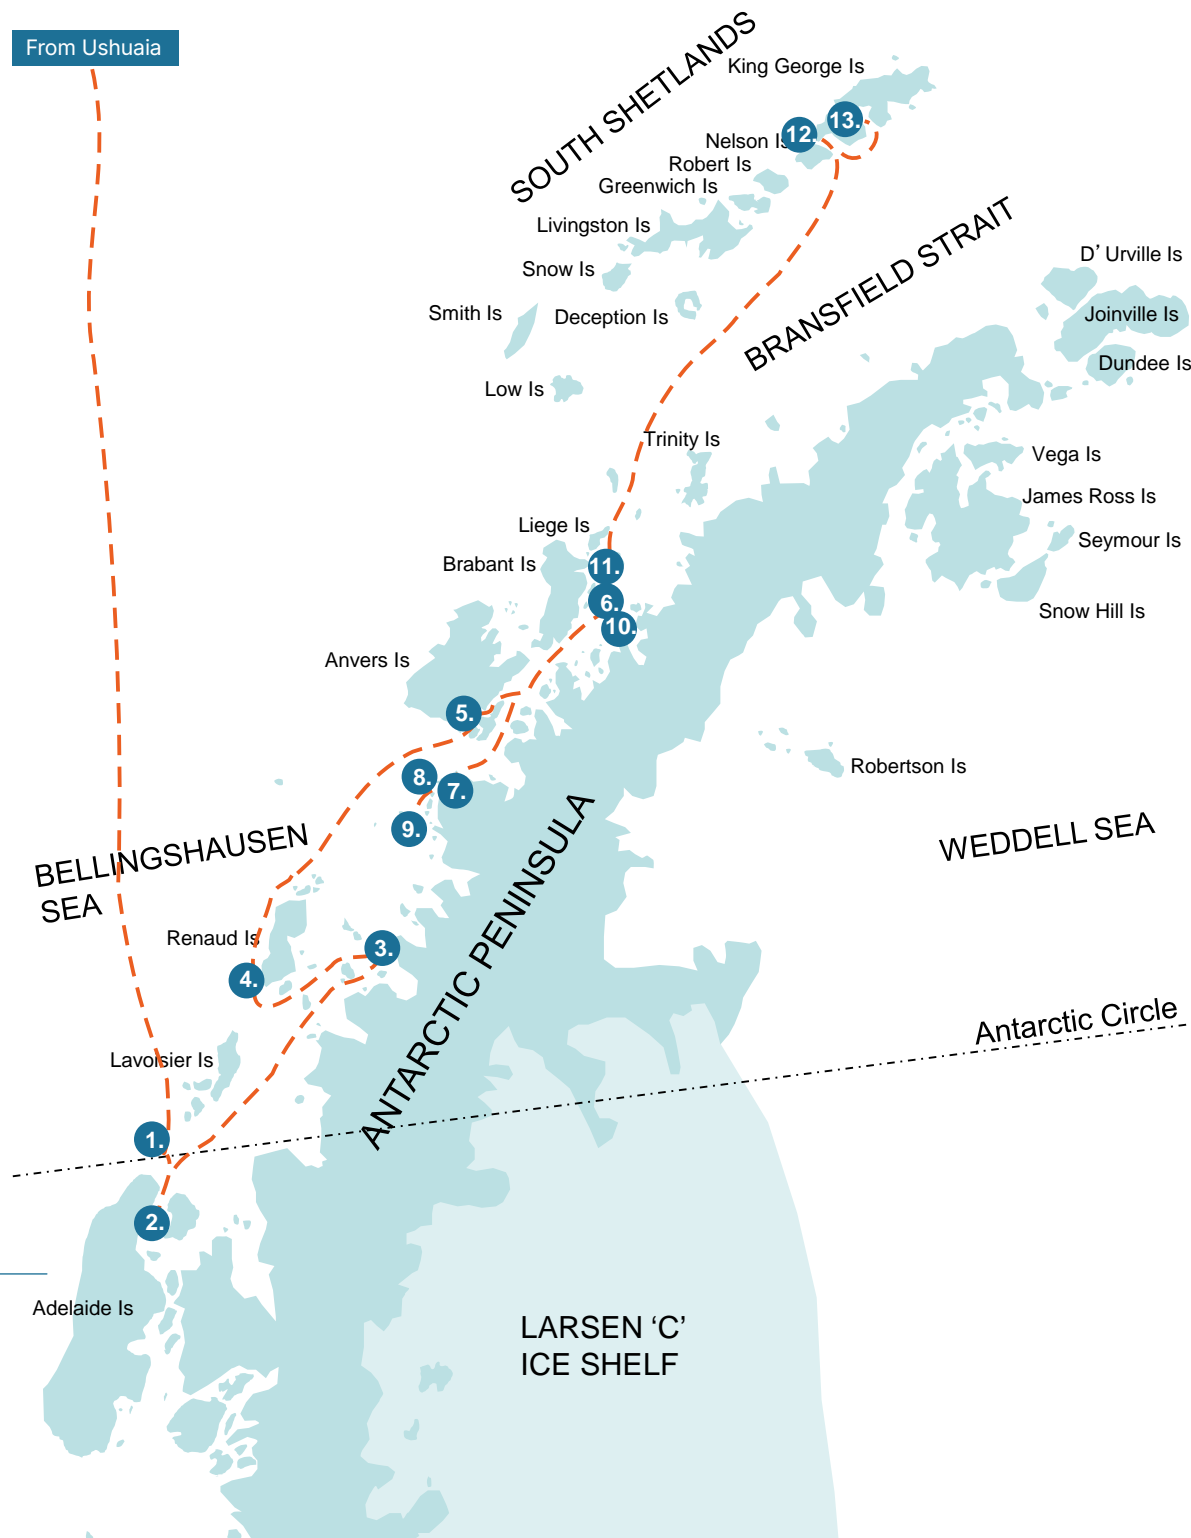 From Ushuaia
SOUTH SHETLANDS
King George Is
13.
12.
Nelson Is
Robert Is
Greenwich Is
Livingston Is
Snow Is
Smith Is
Deception Is
Low Is
BRANSFIELD STRAIT
D’ Urville Is
Joinville Is
Dundee Is
Trinity Is
Vega Is
James Ross Is
Seymour Is
Snow Hill Is
Liege Is
Brabant Is
11.
6.
10.
Anvers Is
5.
8.
7.
9.
Robertson Is
BELLINGSHAUSEN
SEA
WEDDELL SEA
ANTARCTIC PENINSULA
Renaud Is
3.
4.
Antarctic Circle
Lavoisier Is
1.
2.
Adelaide Is
LARSEN ‘C’
ICE SHELF